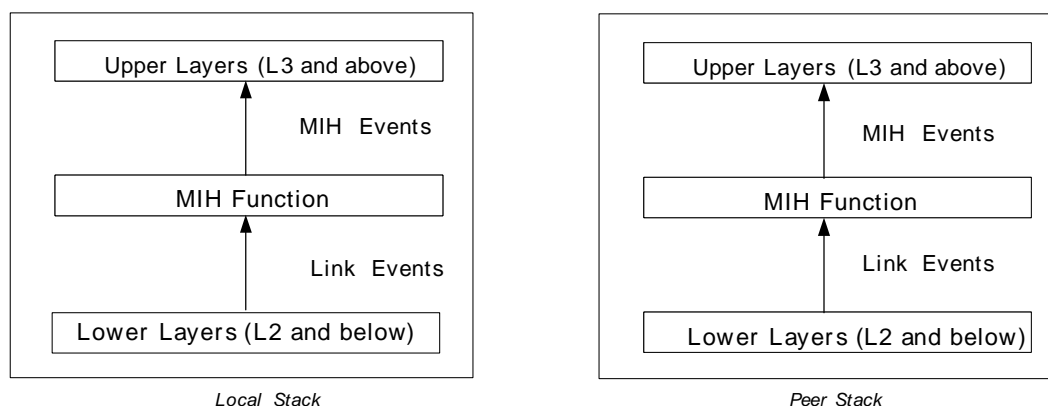 Upper Layers (L3 and above)
MIH Events
MIH Function
Link Events
Lower Layers (L2 and below)
Local Stack
Upper Layers (L3 and above)
MIH Events
MIH Function
Link Events
Lower Layers (L2 and below)
Peer Stack